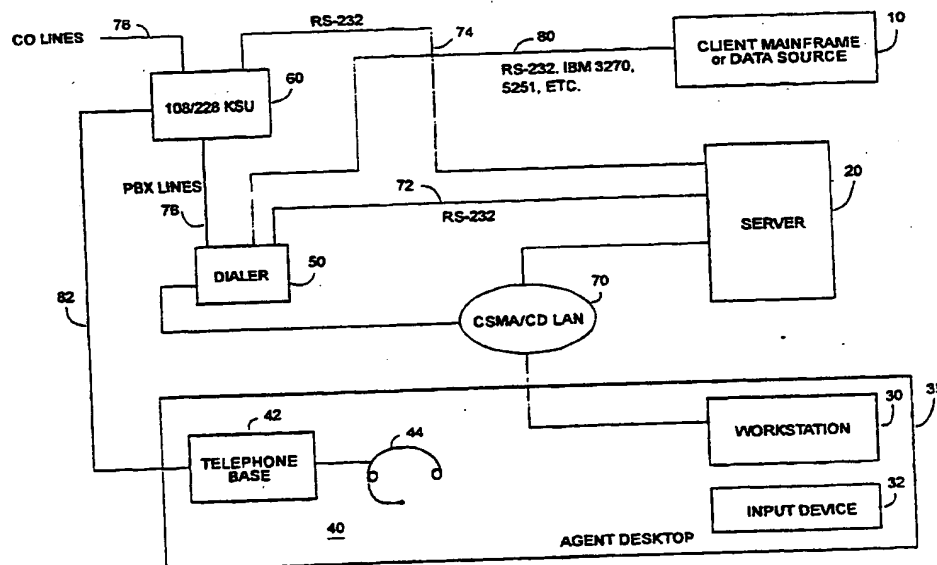 CO LINES
78
RS-232
74
80
10
CLIENT MAINFRAME
or DATA SOURCE
RS-232, IBM 3270,
5251, ETC.
60
108/228 KSU
PBX LINES
78
72
RS-232
20
SERVER
DIALER
50
70
CSMA/CD LAN
82
42
TELEPHONE
BASE
44
30
WORKSTATION
32
INPUT DEVICE
40
AGENT DESKTOP